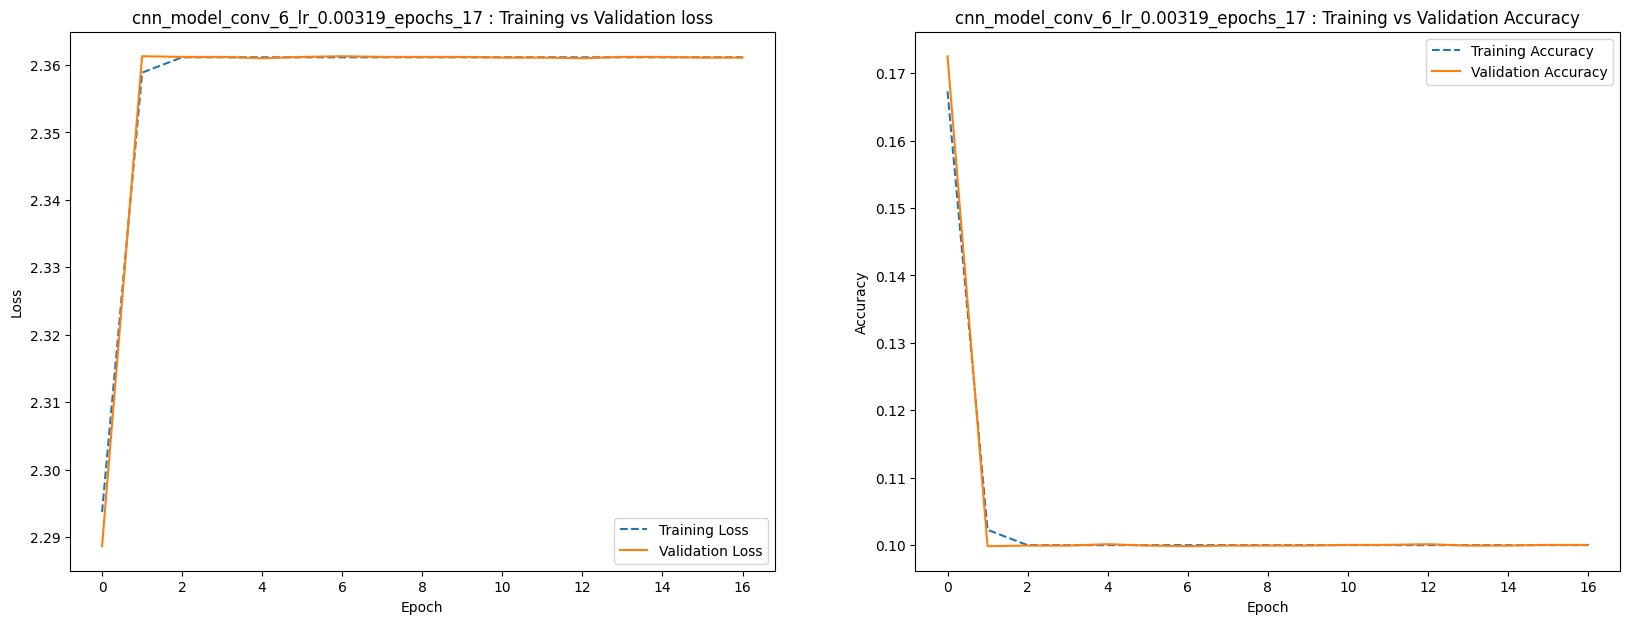 cnn_model_conv_6_lr_0.00319_epochs_17 : Training vs Validation loss
2.36
2.35
2.34
2.33
2.32
2.31
2.30
2.29
Loss
Training Loss
Validation Loss
0 2 4 6 8 10 12 14 16
Epoch
cnn_model_conv_6_lr_0.00319_epochs_17 : Training vs Validation Accuracy
Training Accuracy
Validation Accuracy
0.17
0.16
0.15
0.14
0.13
0.12
0.11
0.10
Accuracy
0 2 4 6 8 10 12 14 16
Epoch